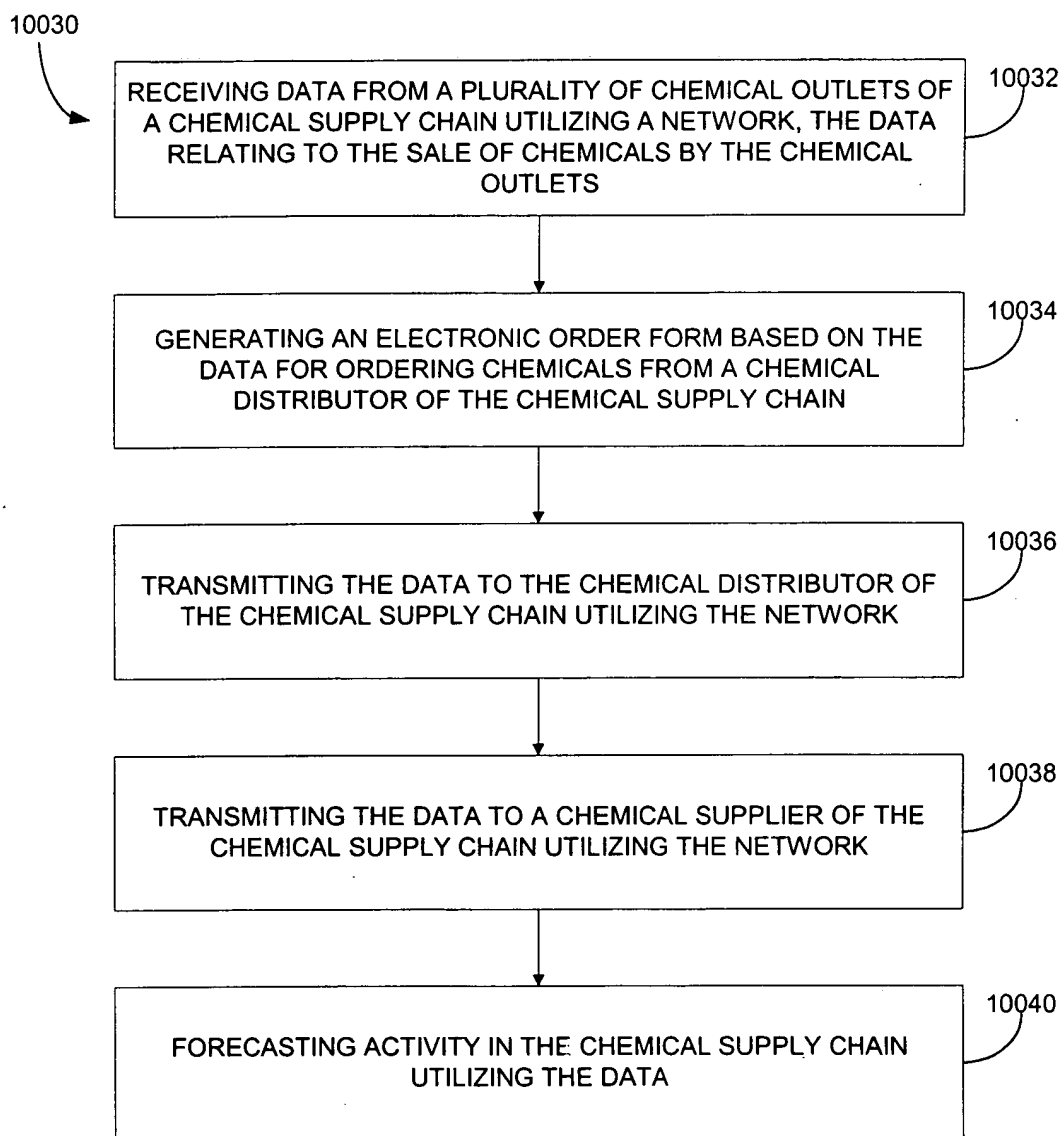 10030
RECEIVING DATA FROM A PLURALITY OF CHEMICAL OUTLETS OF
A CHEMICAL SUPPLY CHAIN UTILIZING A NETWORK, THE DATA
RELATING TO THE SALE OF CHEMICALS BY THE CHEMICAL
OUTLETS
10032
GENERATING AN ELECTRONIC ORDER FORM BASED ON THE
DATA FOR ORDERING CHEMICALS FROM A CHEMICAL
DISTRIBUTOR OF THE CHEMICAL SUPPLY CHAIN
10034
TRANSMITTING THE DATA TO THE CHEMICAL DISTRIBUTOR OF
THE CHEMICAL SUPPLY CHAIN UTILIZING THE NETWORK
10036
TRANSMITTING THE DATA TO A CHEMICAL SUPPLIER OF THE
CHEMICAL SUPPLY CHAIN UTILIZING THE NETWORK
10038
FORECASTING ACTIVITY IN THE CHEMICAL SUPPLY CHAIN
UTILIZING THE DATA
10040